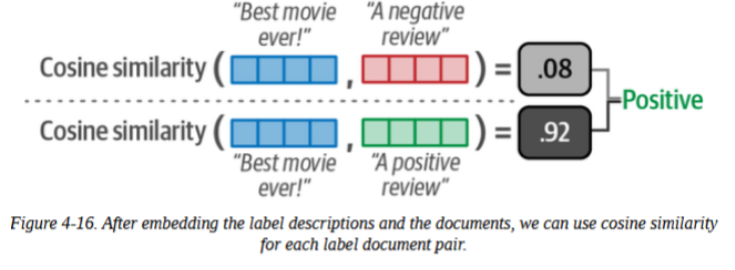 "Best movie ever!" "A negative review"
Cosine similarity ( , ) = .08
Positive
Cosine similarity ( , ) = .92
"Best movie ever!" "A positive review"
Figure 4-16. After embedding the label descriptions and the documents, we can use cosine similarity
for each label document pair.